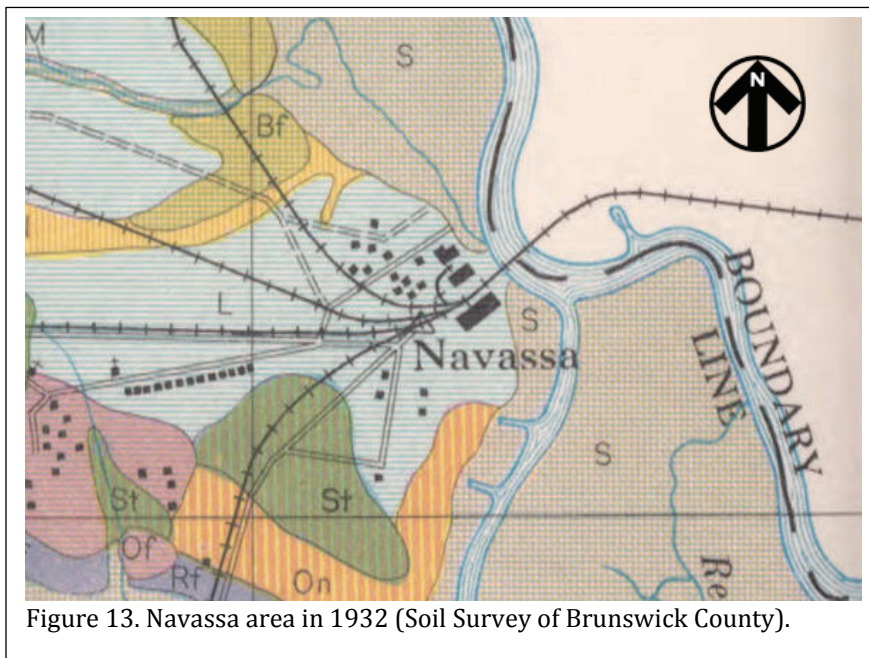 M
S
N
Bf
BOUNDARY
LINE
L
S
Navassa
S
St
St
Of
Rf
On
Re
Figure 13. Navassa area in 1932 (Soil Survey of Brunswick County).